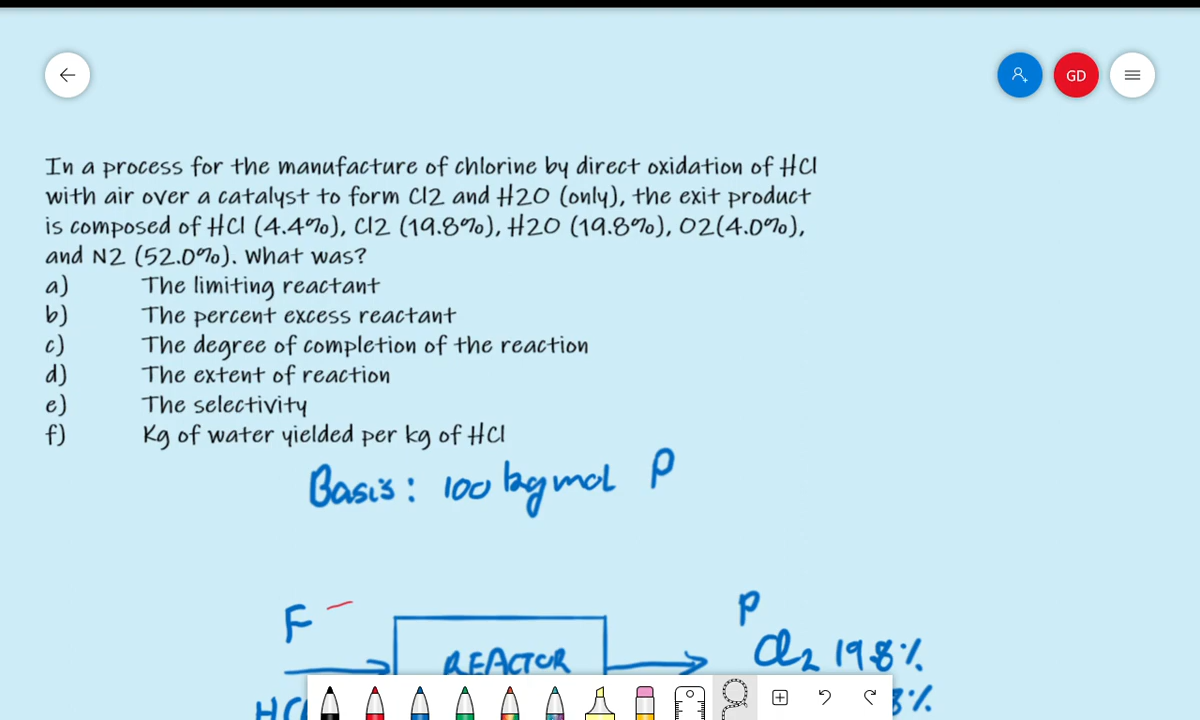 GD
In a process for the manufacture of chlorine by direct oxidation of HCl
with air over a catalyst to form Cl2 and H2O (only), the exit product
is composed of HCl (4.4%), Cl2 (19.8%), H2O (19.8%), O2(4.0%),
and N2 (52.0%). What was?
a) The limiting reactant
b) The percent excess reactant
c) The degree of completion of the reaction
d) The extent of reaction
e) The selectivity
f) Kg of water yielded per kg of HCl
Basis: 100 kgmol P
F P
REACTOR Cl2 19.8%
HCl 8%